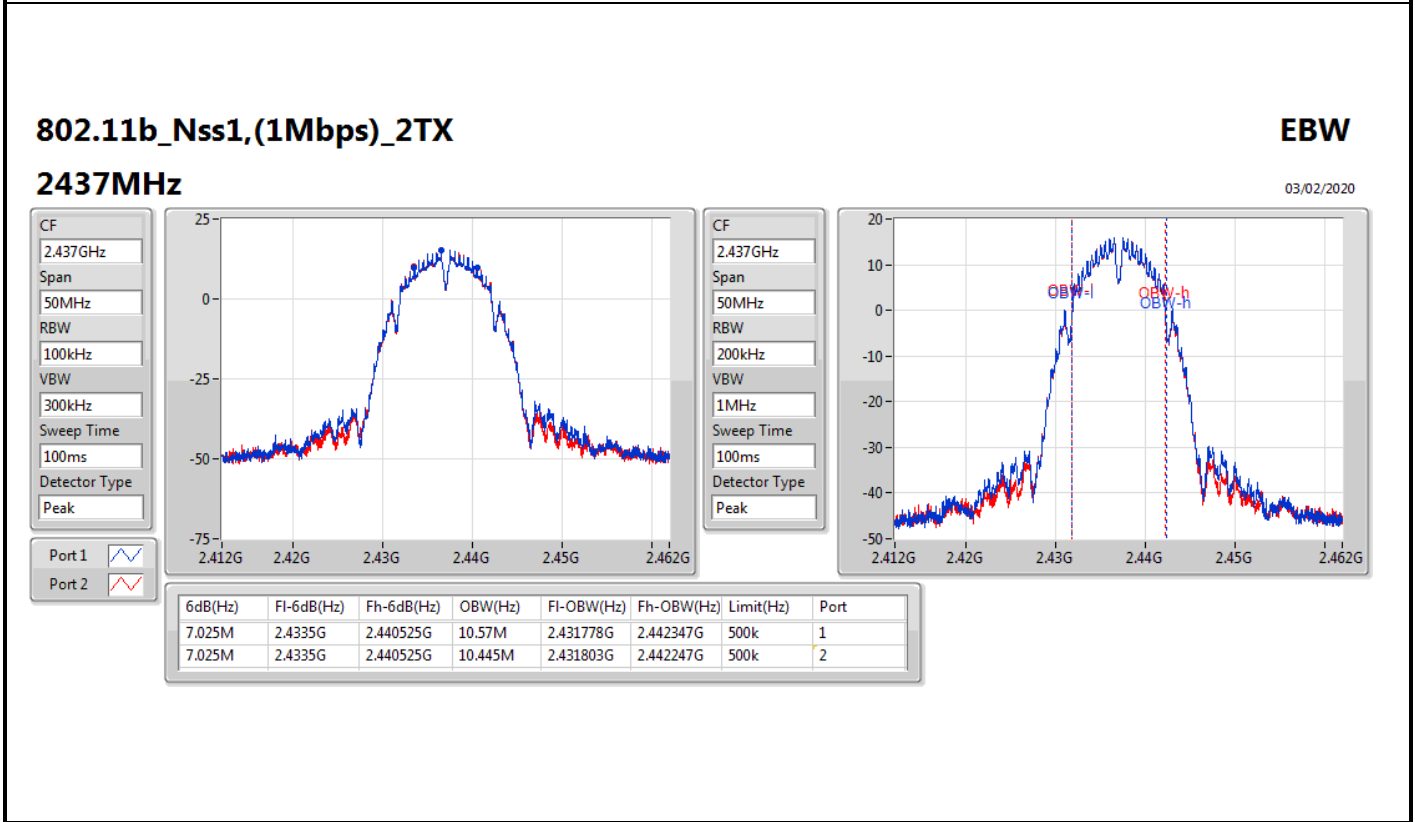 802.11b_Nss1,(1Mbps)_2TX
EBW
2437MHz
03/02/2020
CF
2.437GHz
Span
50MHz
RBW
100kHz
VBW
300kHz
Sweep Time
100ms
Detector Type
Peak
Port 1
Port 2
25
0
-25
-50
-75
2.412G 2.42G 2.43G 2.44G 2.45G 2.462G
CF
2.437GHz
Span
50MHz
RBW
200kHz
VBW
1MHz
Sweep Time
100ms
Detector Type
Peak
20
10
0
-10
-20
-30
-40
-50
OBW-l
OBW-l
OBW-h
OBW-h
2.412G 2.42G 2.43G 2.44G 2.45G 2.462G
6dB(Hz) Fl-6dB(Hz) Fh-6dB(Hz) OBW(Hz) Fl-OBW(Hz) Fh-OBW(Hz) Limit(Hz) Port
7.025M 2.4335G 2.440525G 10.57M 2.431778G 2.442347G 500k 1
7.025M 2.4335G 2.440525G 10.445M 2.431803G 2.442247G 500k 2